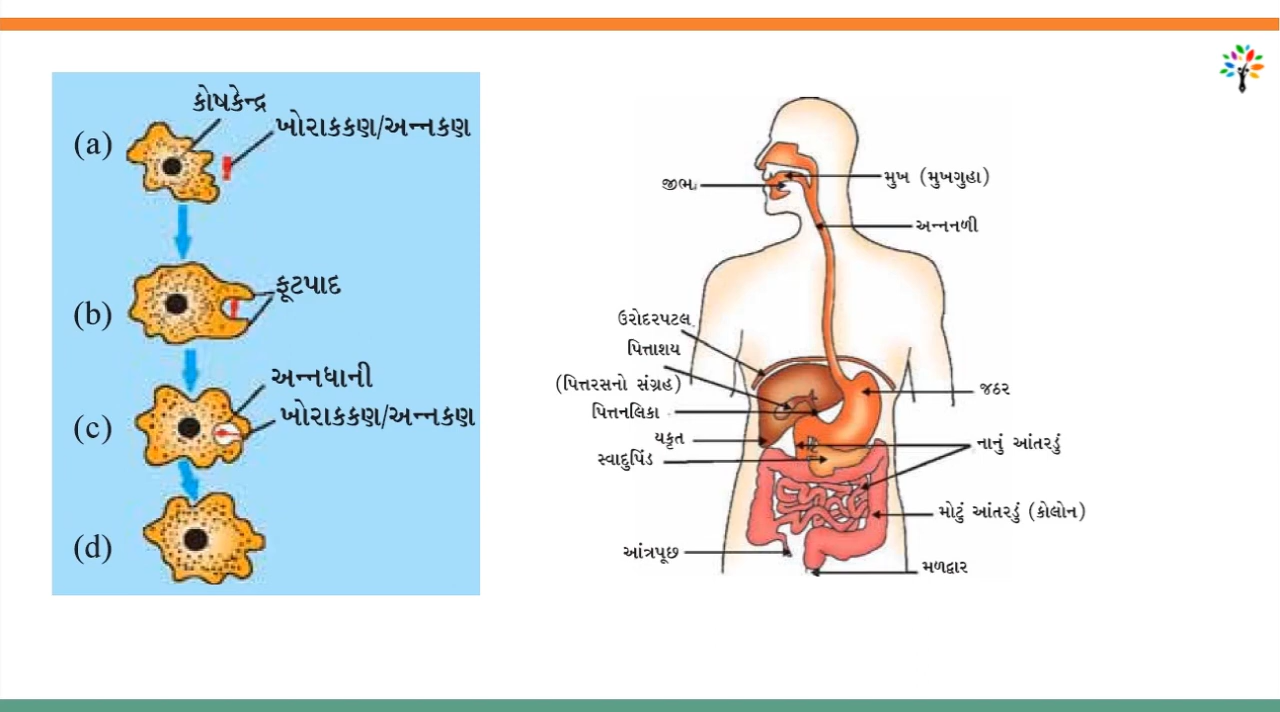 કોષકેન્દ્ર
(a)
ખોરાકકણ/અન્નકણ
ફૂટપાદ
(b)
અન્નધાની
ખોરાકકણ/અન્નકણ
(c)
(d)
જીભ
મુખ (મુખગુહા)
અન્નનળી
ઉરોદરપટલ
પિત્તાશય
(પિત્તરસનો સંગ્રહ)
પિત્તનલિકા
યકૃત
સ્વાદુપિંડ
જઠર
નાનું આંતરડું
મોટું આંતરડું (કોલોન)
આંત્રપૂછ
મળદ્વાર